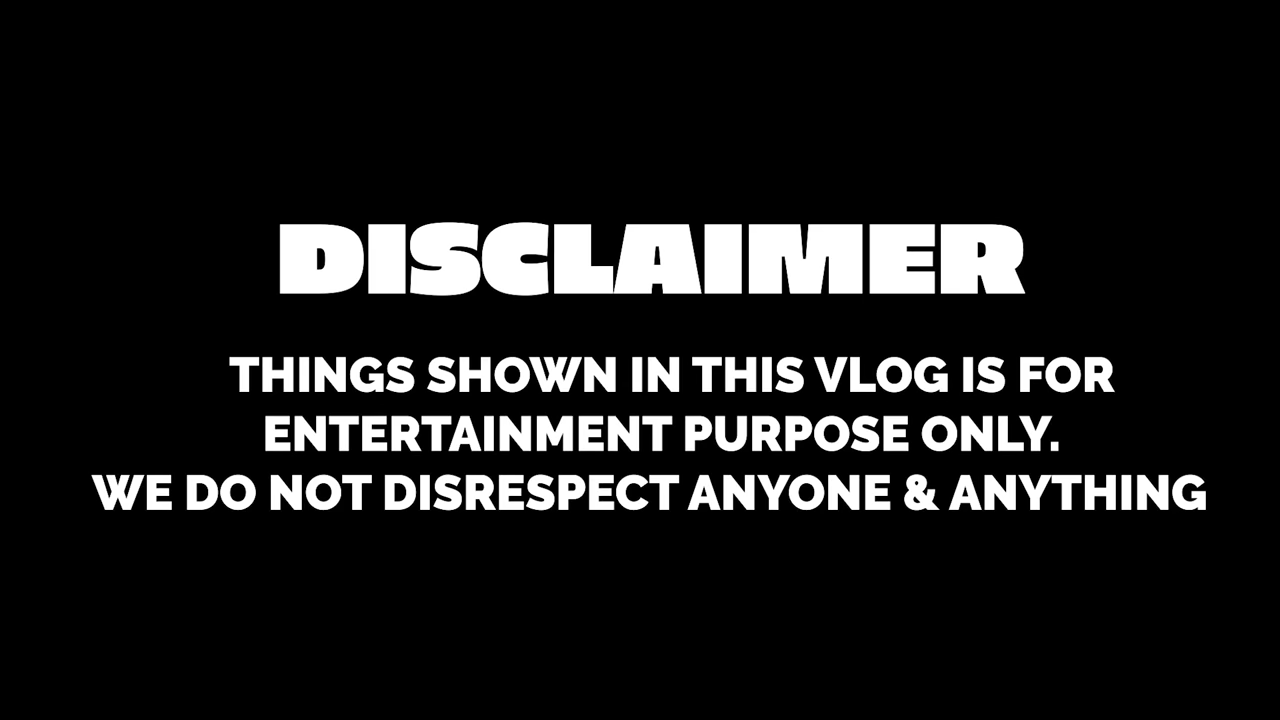 DISCLAIMER
THINGS SHOWN IN THIS VLOG IS FOR
ENTERTAINMENT PURPOSE ONLY.
WE DO NOT DISRESPECT ANYONE & ANYTHING